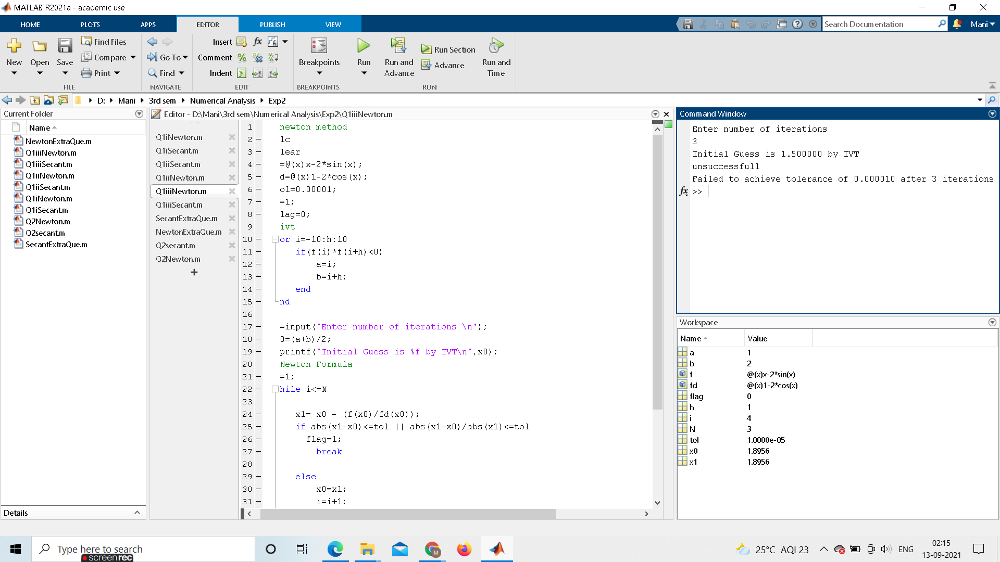 MATLAB R2021a - academic use
HOME PLOTS APPS EDITOR PUBLISH VIEW
Search Documentation
Mani
New
Open
Save
Find Files
Compare
Print
FILE
Go To
Find
NAVIGATE
Insert
fx
Comment
Indent
EDIT
Breakpoints
BREAKPOINTS
Run
Run and Advance
Run Section
Advance
Run and Time
RUN
D: Mani 3rd sem Numerical Analysis Exp2
Current Folder
Name
NewtonExtraQue.m
Q1iiiNewton.m
Q1iiiSecant.m
Q1iiNewton.m
Q1iiSecant.m
Q1iNewton.m
Q1iSecant.m
Q2Newton.m
Q2secant.m
SecantExtraQue.m
Details
Editor - D:\Mani\3rd sem\Numerical Analysis\Exp2\Q1iiiNewton.m
Q1iNewton.m
Q1iSecant.m
Q1iiSecant.m
Q1iiNewton.m
Q1iiiNewton.m
Q1iiiSecant.m
SecantExtraQue.m
NewtonExtraQue.m
Q2secant.m
Q2Newton.m
+
1 newton method
2 – lc
3 – lear
4 – =@(x)x-2*sin(x);
5 – d=@(x)1-2*cos(x);
6 – ol=0.00001;
7 – =1;
8 – lag=0;
9 ivt
10 – or i=-10:h:10
11 – if(f(i)*f(i+h)<0)
12 – a=i;
13 – b=i+h;
14 – end
15 – nd
16
17 – =input('Enter number of iterations \n');
18 – 0=(a+b)/2;
19 – printf('Initial Guess is %f by IVT\n',x0);
20 Newton Formula
21 – =1;
22 – hile i<=N
23
24 – x1= x0 - (f(x0)/fd(x0));
25 – if abs(x1-x0)<=tol || abs(x1-x0)/abs(x1)<=tol
26 – flag=1;
27 – break
28
29 – else
30 – x0=x1;
31 – i=i+1;
Command Window
Enter number of iterations
3
Initial Guess is 1.500000 by IVT
unsuccessfull
Failed to achieve tolerance of 0.000010 after 3 iterations
fx >>
Workspace
Name Value
a 1
b 2
f @(x)x-2*sin(x)
fd @(x)1-2*cos(x)
flag 0
h 1
i 4
N 3
tol 1.0000e-05
x0 1.8956
x1 1.8956
Type here to search
screenrec
M
25°C AQI 23
ENG
02:15
13-09-2021